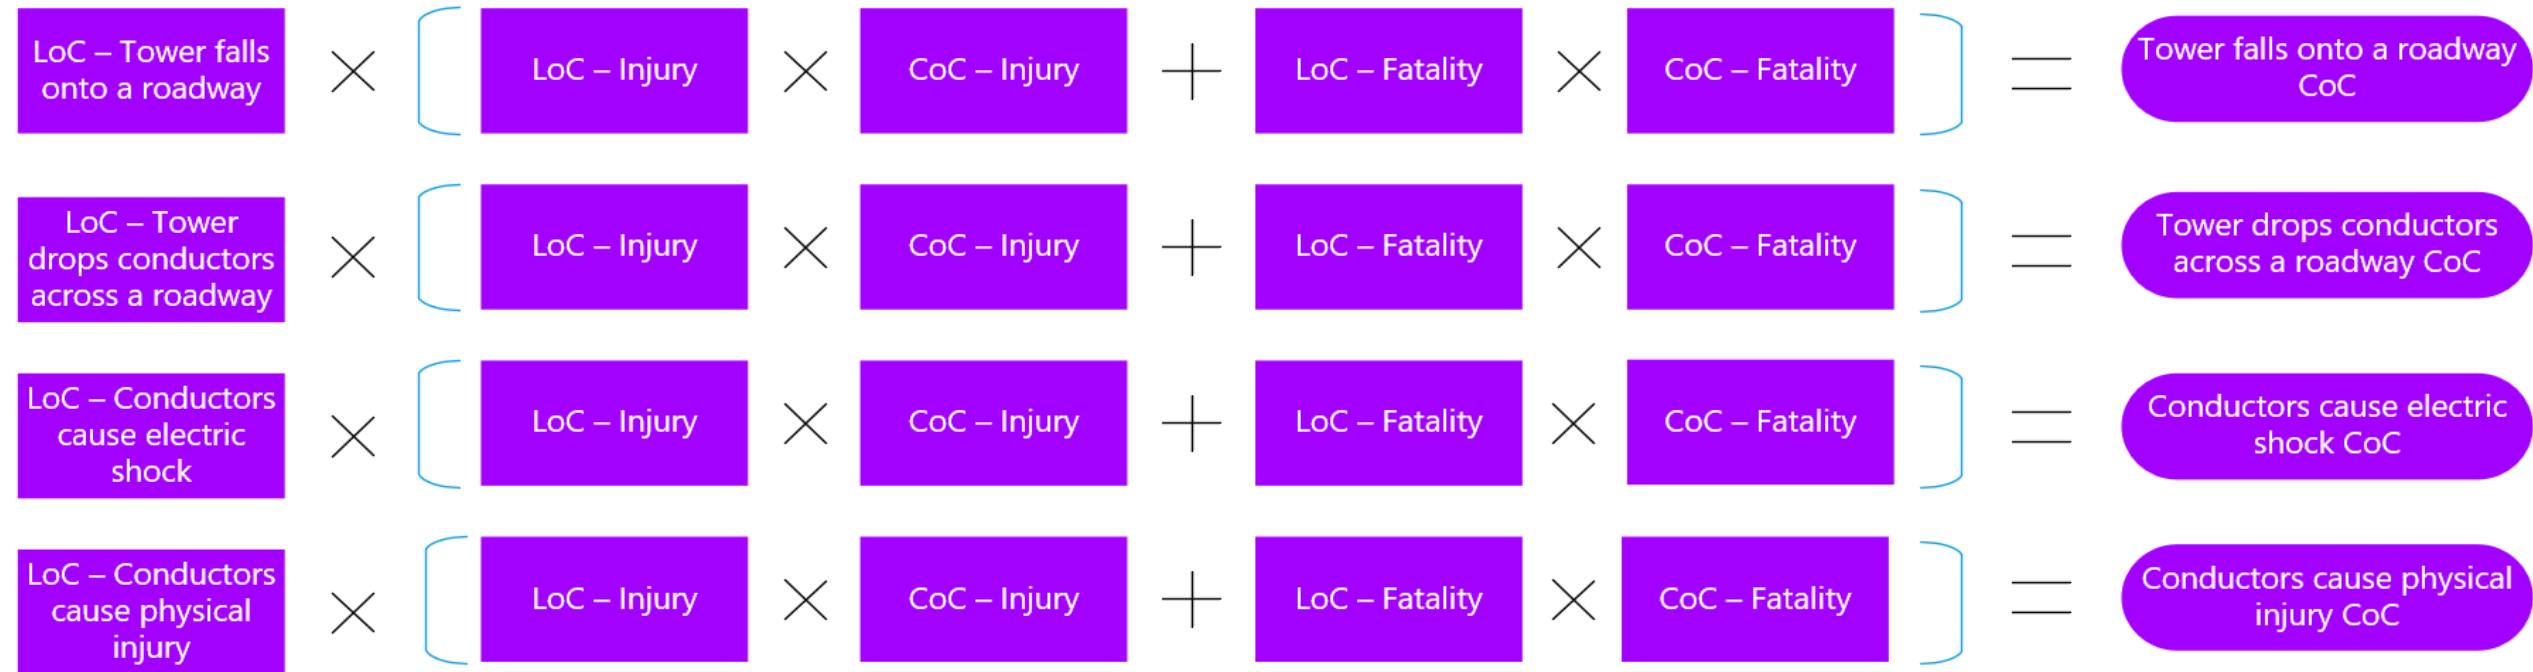 LoC – Tower falls
onto a roadway
LoC – Injury
CoC – Injury
LoC – Fatality
CoC – Fatality
Tower falls onto a roadway
CoC
LoC – Tower
drops conductors
across a roadway
LoC – Injury
CoC – Injury
LoC – Fatality
CoC – Fatality
Tower drops conductors
across a roadway CoC
LoC – Conductors
cause electric
shock
LoC – Injury
CoC – Injury
LoC – Fatality
CoC – Fatality
Conductors cause electric
shock CoC
LoC – Conductors
cause physical
injury
LoC – Injury
CoC – Injury
LoC – Fatality
CoC – Fatality
Conductors cause physical
injury CoC